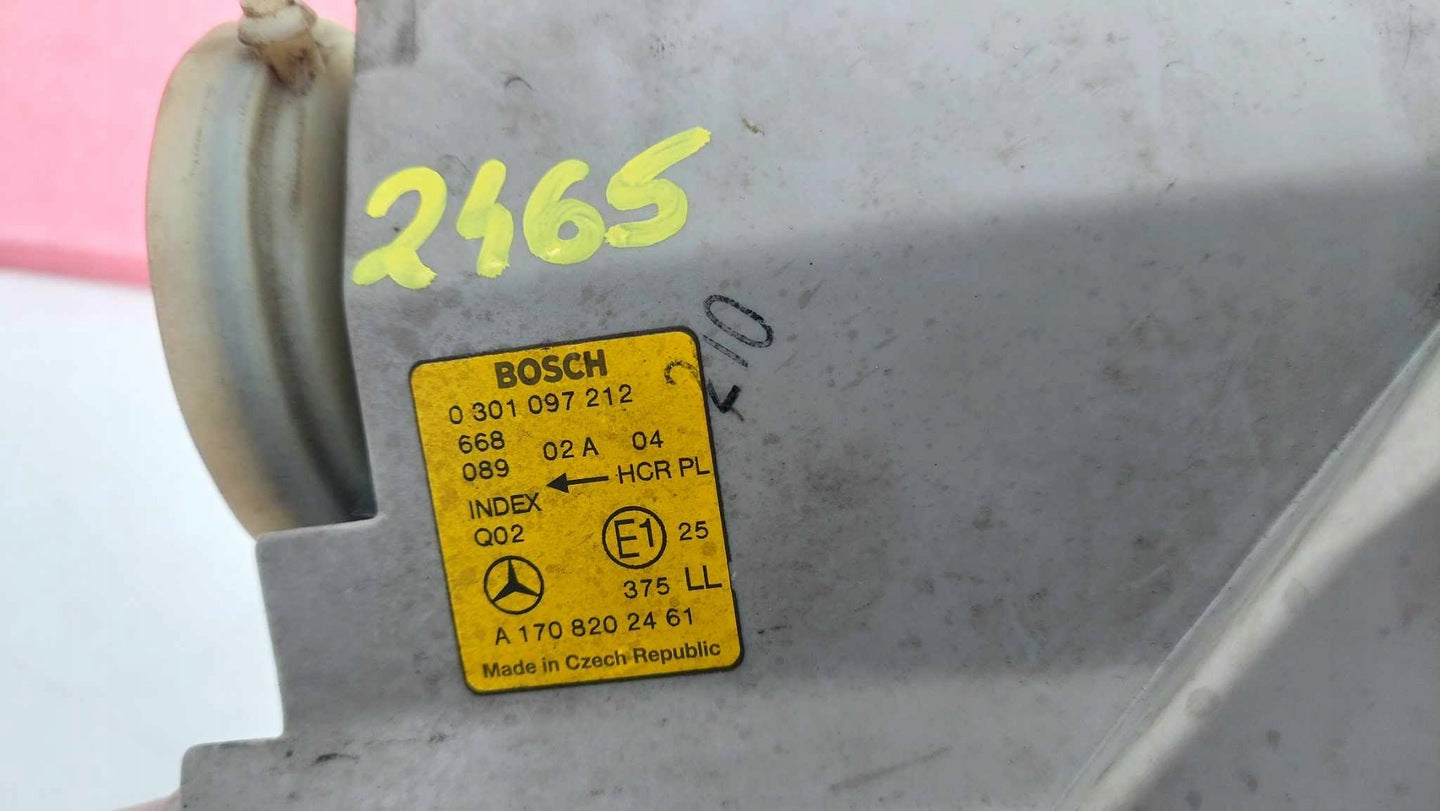 2465
210
BOSCH
0 301 097 212
668
089
02 A 04
← HCR PL
INDEX
Q02
E1 25
375 LL
A 170 820 24 61
Made in Czech Republic